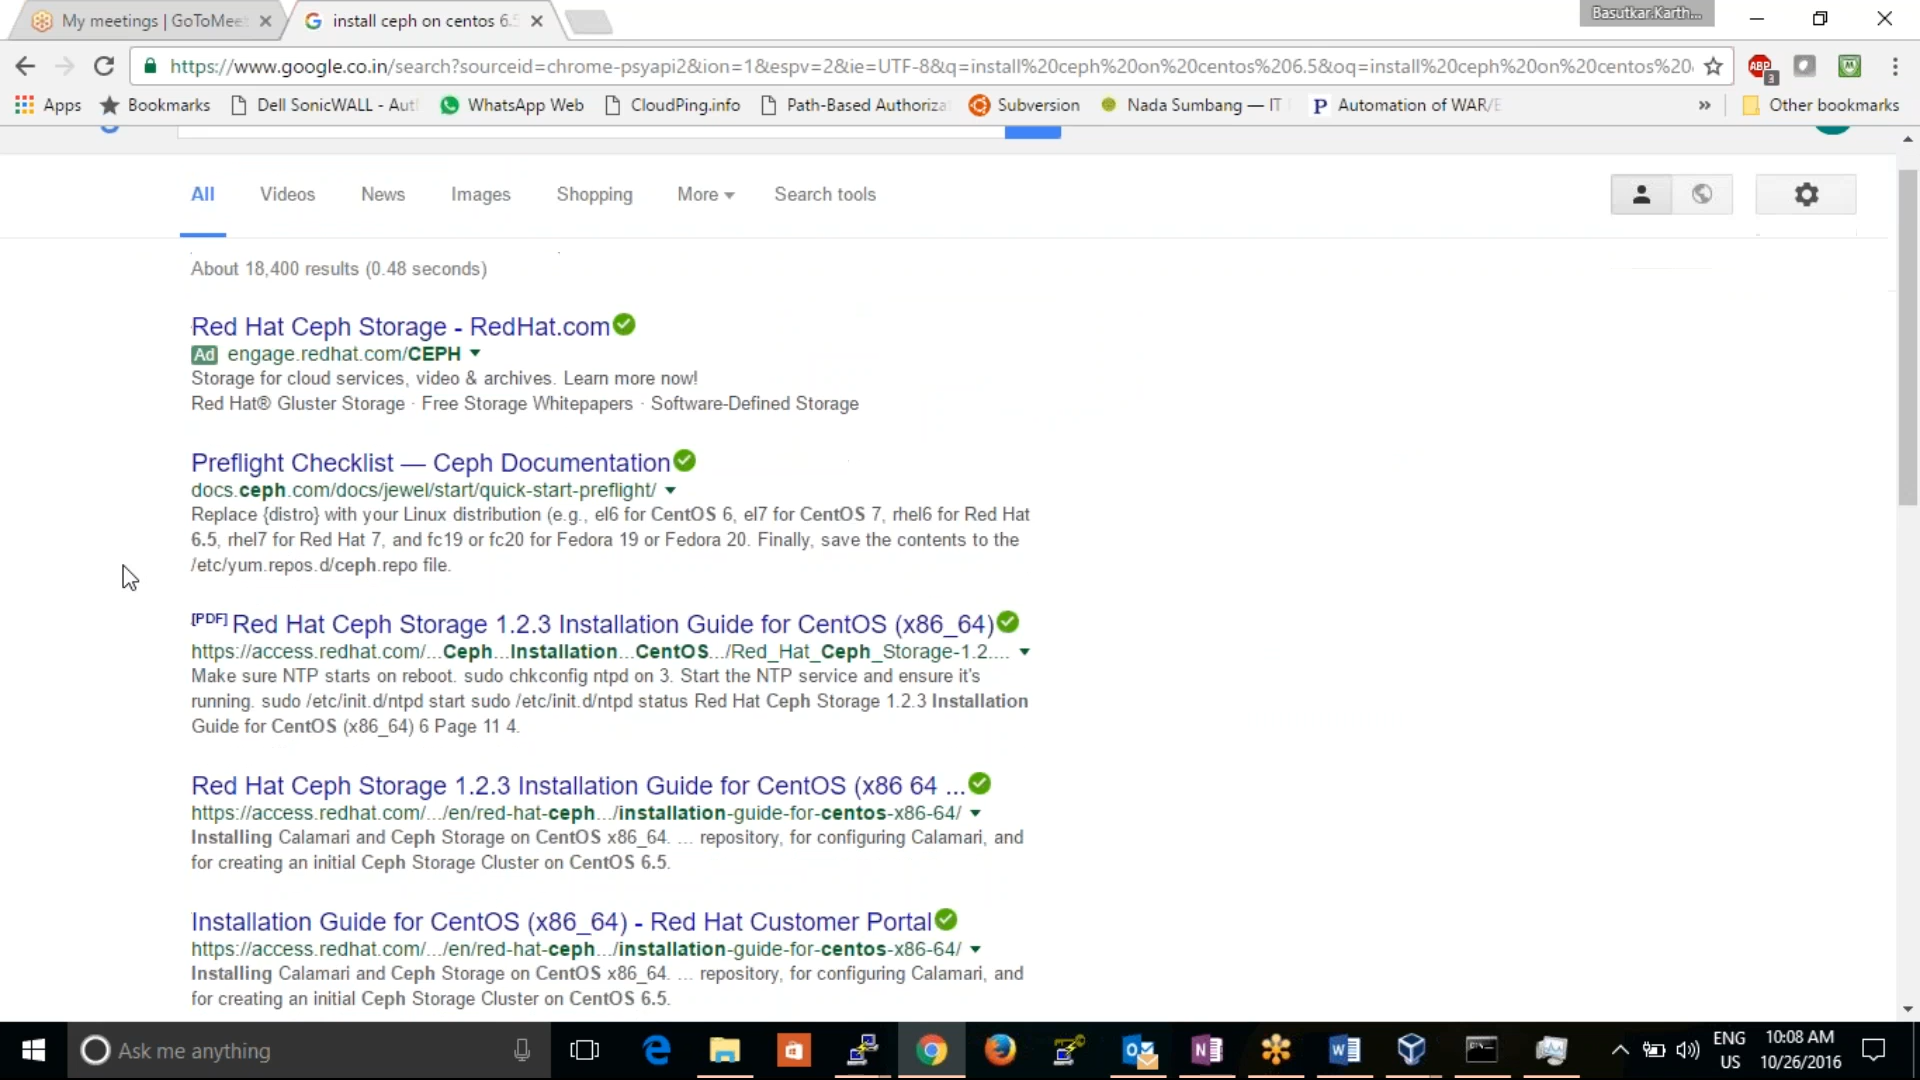 My meetings | GoToMee
install ceph on centos 6.5
Basutkar.Karth...
https://www.google.co.in/search?sourceid=chrome-psyapi2&ion=1&espv=2&ie=UTF-8&q=install%20ceph%20on%20centos%206.5&oq=install%20ceph%20on%20centos%20
ABP
3
Apps
Bookmarks
Dell SonicWALL - Aut
WhatsApp Web
CloudPing.info
Path-Based Authoriza
Subversion
Nada Sumbang — IT
Automation of WAR/E
»
Other bookmarks
All
Videos
News
Images
Shopping
More
Search tools
About 18,400 results (0.48 seconds)
Red Hat Ceph Storage - RedHat.com
Ad engage.redhat.com/CEPH
Storage for cloud services, video & archives. Learn more now!
Red Hat® Gluster Storage · Free Storage Whitepapers · Software-Defined Storage
Preflight Checklist — Ceph Documentation
docs.ceph.com/docs/jewel/start/quick-start-preflight/
Replace {distro} with your Linux distribution (e.g., el6 for CentOS 6, el7 for CentOS 7, rhel6 for Red Hat
6.5, rhel7 for Red Hat 7, and fc19 or fc20 for Fedora 19 or Fedora 20. Finally, save the contents to the
/etc/yum.repos.d/ceph.repo file.
[PDF] Red Hat Ceph Storage 1.2.3 Installation Guide for CentOS (x86_64)
https://access.redhat.com/...Ceph...Installation...CentOS.../Red_Hat_Ceph_Storage-1.2....
Make sure NTP starts on reboot. sudo chkconfig ntpd on 3. Start the NTP service and ensure it's
running. sudo /etc/init.d/ntpd start sudo /etc/init.d/ntpd status Red Hat Ceph Storage 1.2.3 Installation
Guide for CentOS (x86_64) 6 Page 11 4.
Red Hat Ceph Storage 1.2.3 Installation Guide for CentOS (x86 64 ...
https://access.redhat.com/.../en/red-hat-ceph.../installation-guide-for-centos-x86-64/
Installing Calamari and Ceph Storage on CentOS x86_64. ... repository, for configuring Calamari, and
for creating an initial Ceph Storage Cluster on CentOS 6.5.
Installation Guide for CentOS (x86_64) - Red Hat Customer Portal
https://access.redhat.com/.../en/red-hat-ceph.../installation-guide-for-centos-x86-64/
Installing Calamari and Ceph Storage on CentOS x86_64. ... repository, for configuring Calamari, and
for creating an initial Ceph Storage Cluster on CentOS 6.5.
Ask me anything
ENG
US
10:08 AM
10/26/2016